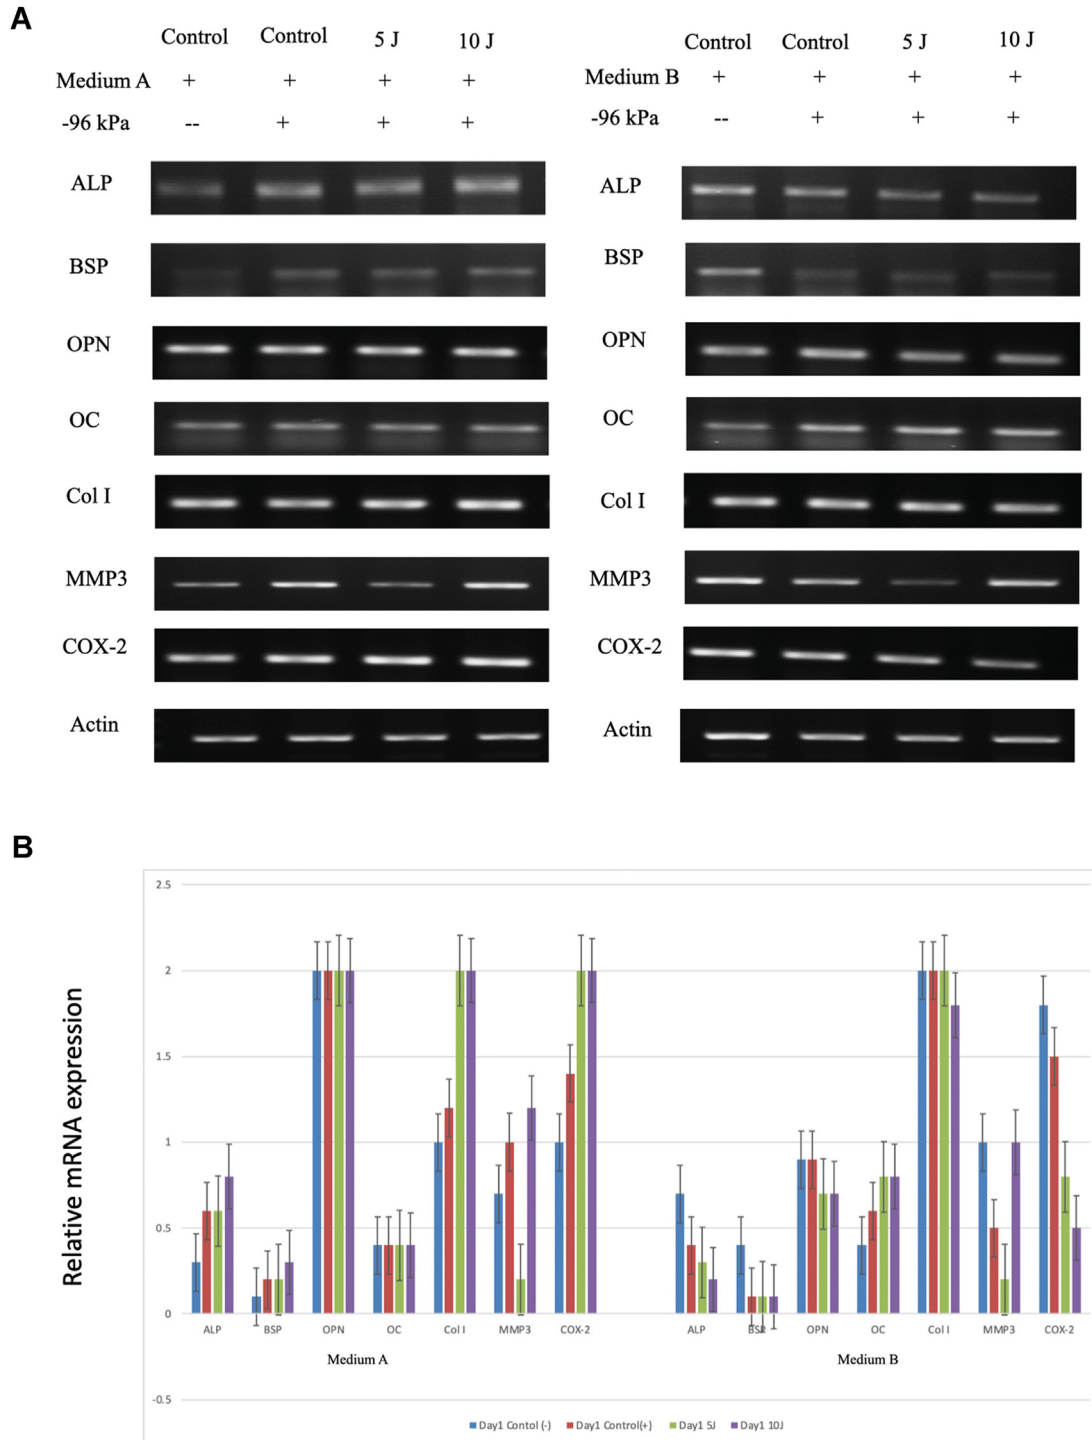 A
Control Control 5 J 10 J
Medium A + + + +
-96 kPa -- + + +
ALP
BSP
OPN
OC
Col I
MMP3
COX-2
Actin
Control Control 5 J 10 J
Medium B + + + +
-96 kPa -- + + +
ALP
BSP
OPN
OC
Col I
MMP3
COX-2
Actin
B
Relative mRNA expression
2.5
2
1.5
1
0.5
0
-0.5
ALP BSP OPN OC Col I MMP3 COX-2 ALP BSP OPN OC Col I MMP3 COX-2
Medium A Medium B
Day1 Contol (-) Day1 Control(+) Day1 5J Day1 10J